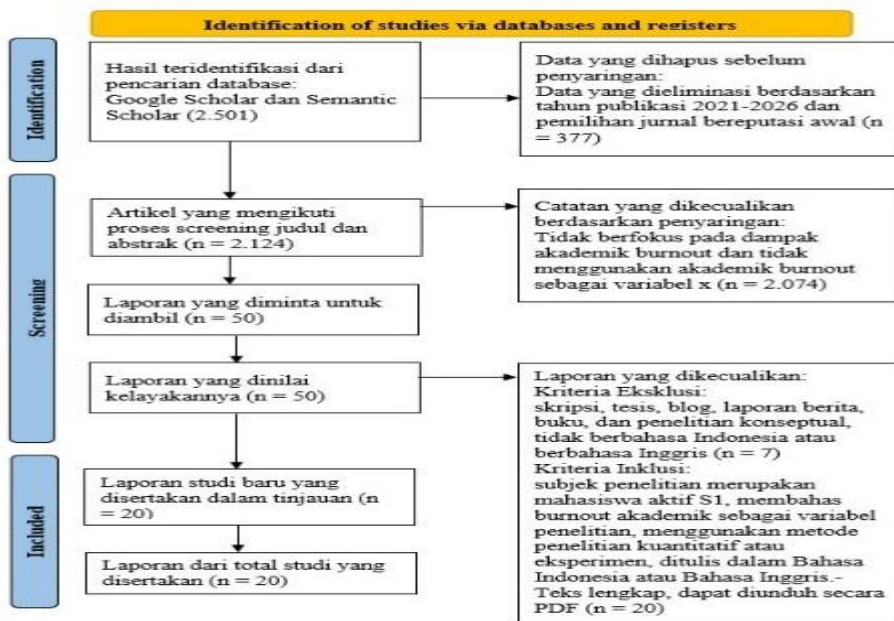 Identification of studies via databases and registers
Identification
Hasil teridentifikasi dari
pencarian database:
Google Scholar dan Semantic
Scholar (2.501)
Data yang dihapus sebelum
penyaringan:
Data yang dieliminasi berdasarkan
tahun publikasi 2021-2026 dan
pemilihan jurnal bereputasi awal (n
= 377)
Screening
Artikel yang mengikuti
proses screening judul dan
abstrak (n = 2.124)
Catatan yang dikecualikan
berdasarkan penyaringan:
Tidak berfokus pada dampak
akademik burnout dan tidak
menggunakan akademik burnout
sebagai variabel x (n = 2.074)
Laporan yang diminta untuk
diambil (n = 50)
Laporan yang dinilai
kelayakannya (n = 50)
Laporan yang dikecualikan:
Kriteria Eksklusi:
skripsi, tesis, blog, laporan berita,
buku, dan penelitian konseptual,
tidak berbahasa Indonesia atau
berbahasa Inggris (n = 7)
Kriteria Inklusi:
subjek penelitian merupakan
mahasiswa aktif S1, membahas
burnout akademik sebagai variabel
penelitian, menggunakan metode
penelitian kuantitatif atau
eksperimen, ditulis dalam Bahasa
Indonesia atau Bahasa Inggris.-
Teks lengkap, dapat diunduh secara
PDF (n = 20)
Included
Laporan studi baru yang
disertakan dalam tinjauan (n
= 20)
Laporan dari total studi yang
disertakan (n = 20)